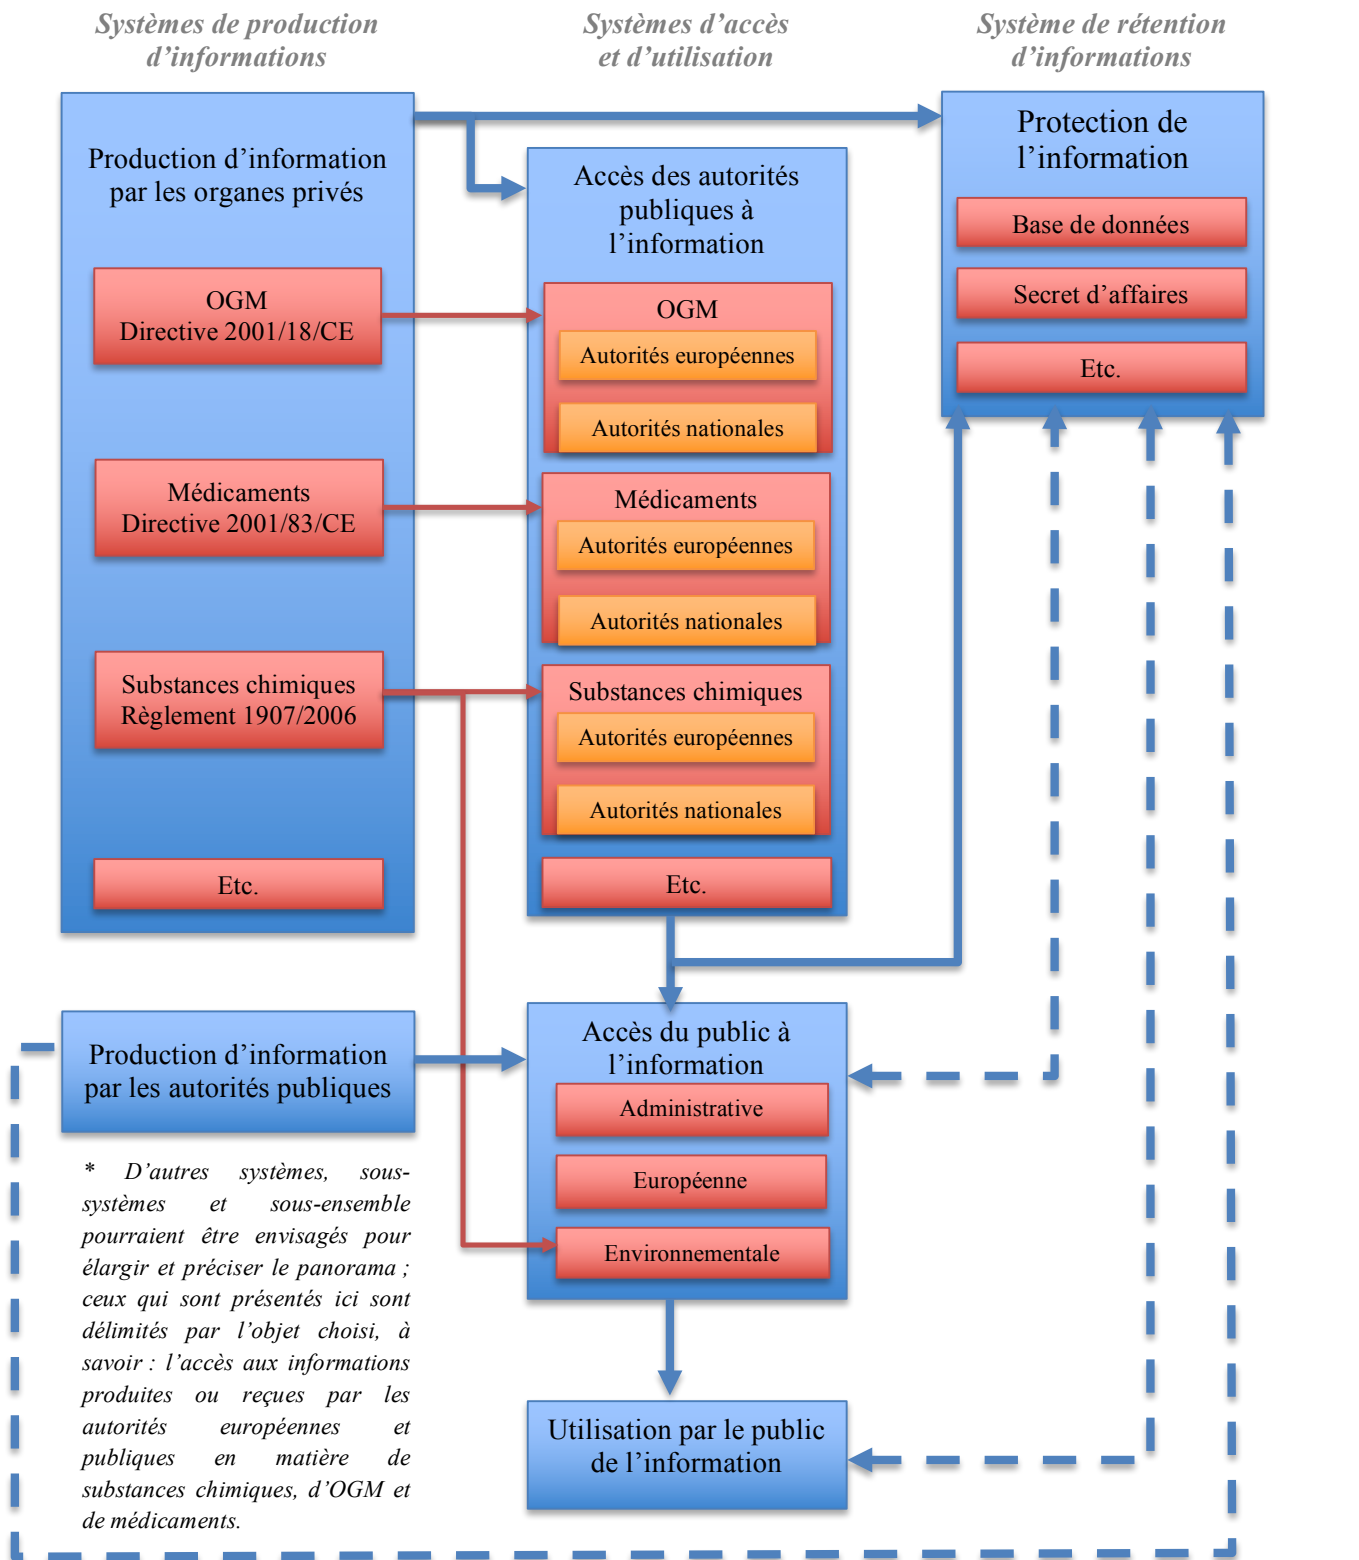 Systèmes de production
d’informations
Systèmes d’accès
et d’utilisation
Système de rétention
d’informations
Production d’information
par les organes privés
OGM
Directive 2001/18/CE
Médicaments
Directive 2001/83/CE
Substances chimiques
Règlement 1907/2006
Etc.
Accès des autorités
publiques à
l’information
OGM
Autorités européennes
Autorités nationales
Médicaments
Autorités européennes
Autorités nationales
Substances chimiques
Autorités européennes
Autorités nationales
Etc.
Protection de
l’information
Base de données
Secret d’affaires
Etc.
Production d’information
par les autorités publiques
Accès du public à
l’information
Administrative
Européenne
Environnementale
Utilisation par le public
de l’information
* D’autres systèmes, sous-
systèmes et sous-ensemble
pourraient être envisagés pour
élargir et préciser le panorama ;
ceux qui sont présentés ici sont
délimités par l’objet choisi, à
savoir : l’accès aux informations
produites ou reçues par les
autorités européennes et
publiques en matière de
substances chimiques, d’OGM et
de médicaments.